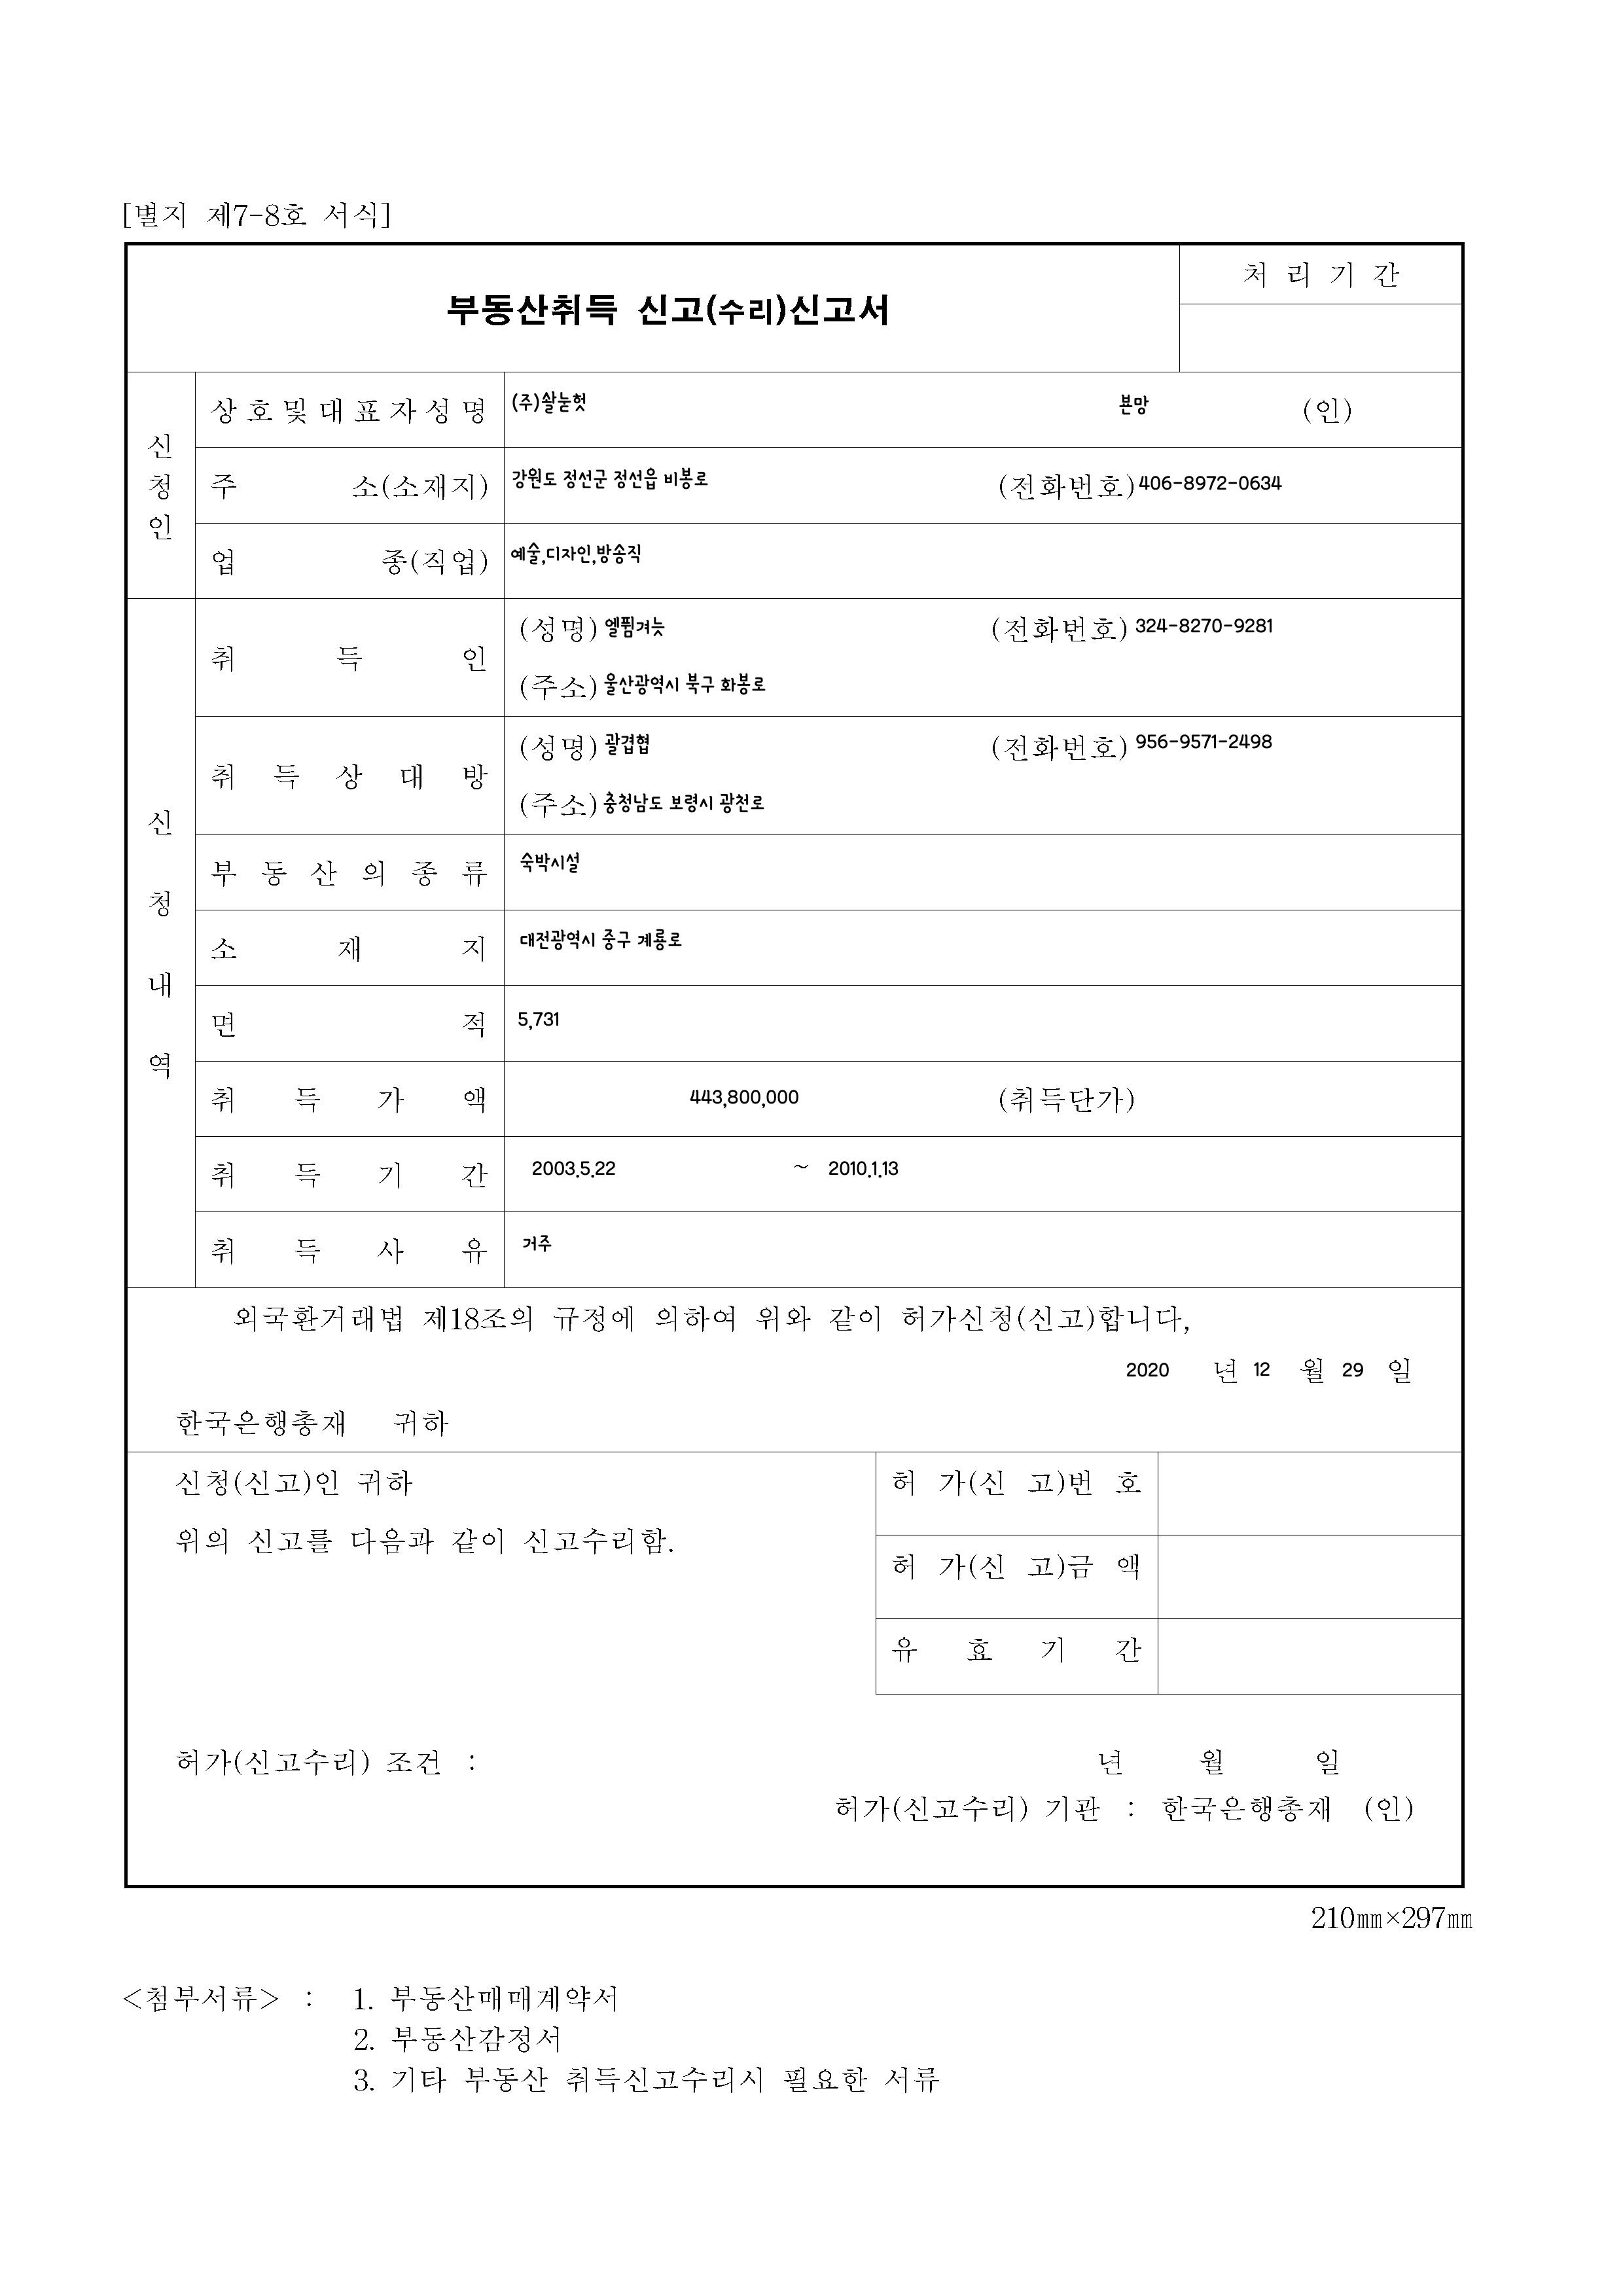 [별지 제7-8호 서식]
부동산취득 신고(수리)신고서
처 리 기 간
신청인
상 호 및 대 표 자 성 명 (주)쏼눋헛 본망 (인)
주 소(소재지) 강원도 정선군 정선읍 비봉로 (전화번호) 406-8972-0634
업 종(직업) 예술,디자인,방송직
신청내역
취 득 인 (성명) 엘쯤겨늣 (전화번호) 324-8270-9281
(주소) 울산광역시 북구 화봉로
취 득 상 대 방 (성명) 괄겁협 (전화번호) 956-9571-2498
(주소) 충청남도 보령시 광천로
부 동 산 의 종 류 숙박시설
소 재 지 대전광역시 중구 계룡로
면 적 5,731
취 득 가 액 443,800,000 (취득단가)
취 득 기 간 2003.5.22 ~ 2010.1.13
취 득 사 유 거주
외국환거래법 제18조의 규정에 의하여 위와 같이 허가신청(신고)합니다,
2020 년 12 월 29 일
한국은행총재 귀하
신청(신고)인 귀하
위의 신고를 다음과 같이 신고수리함.
허 가(신 고)번 호
허 가(신 고)금 액
유 효 기 간
허가(신고수리) 조건 :
년 월 일
허가(신고수리) 기관 : 한국은행총재 (인)
210㎜×297㎜
<첨부서류> : 1. 부동산매매계약서
2. 부동산감정서
3. 기타 부동산 취득신고수리시 필요한 서류